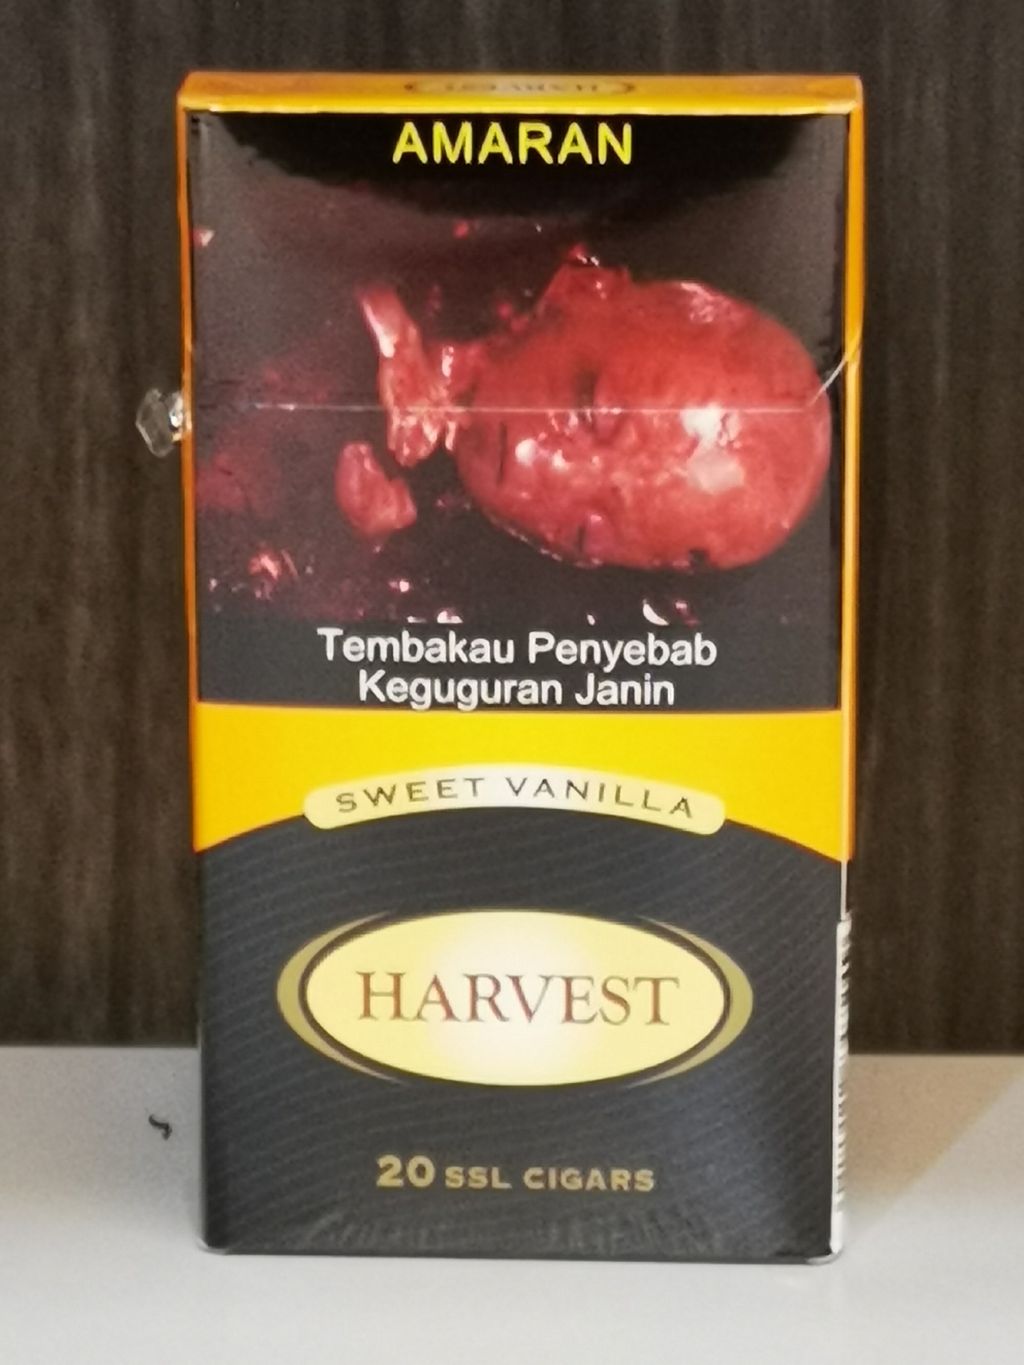 AMARAN
Tembakau Penyebab
Keguguran Janin
SWEET VANILLA
HARVEST
20 SSL CIGARS